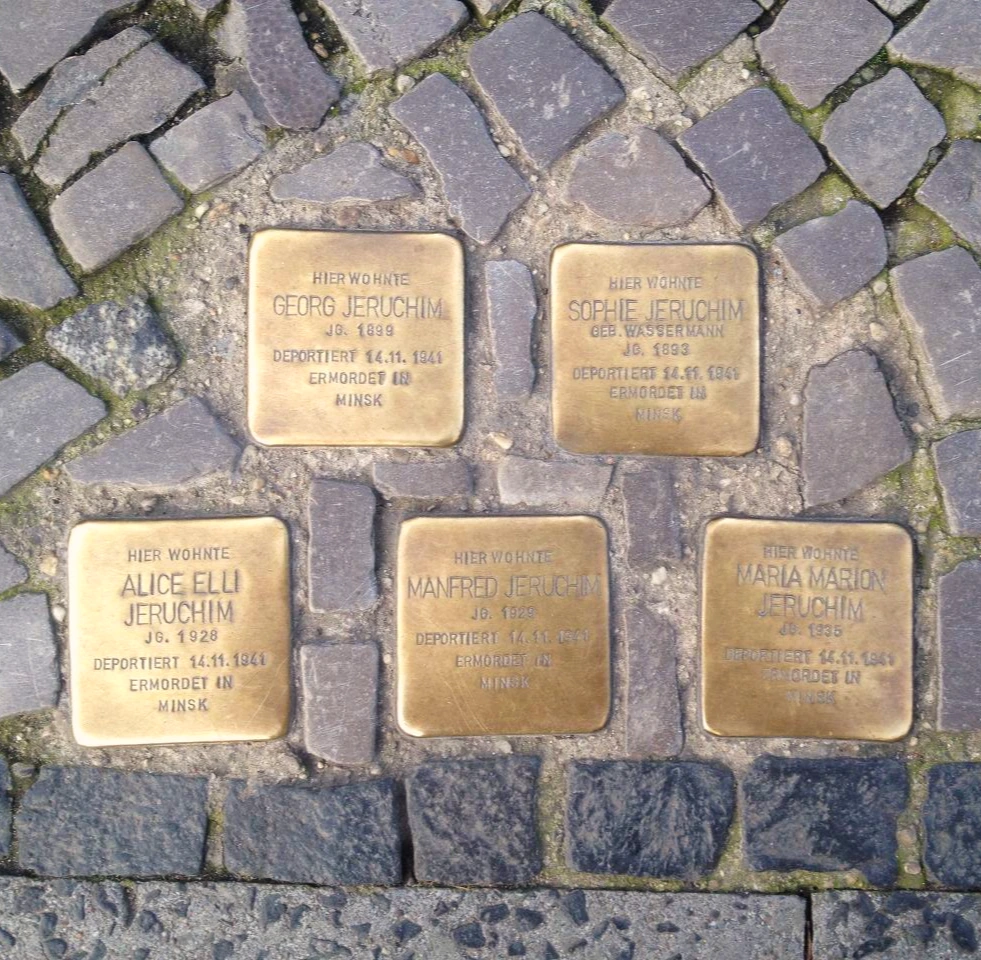 HIER WOHNTE
GEORG JERUCHIM
JG. 1899
DEPORTIERT 14.11.1941
ERMORDET IN
MINSK
HIER WOHNTE
SOPHIE JERUCHIM
GEB. WASSERMANN
JG. 1893
DEPORTIERT 14.11.1941
ERMORDET IN
MINSK
HIER WOHNTE
ALICE ELLI
JERUCHIM
JG. 1928
DEPORTIERT 14.11.1941
ERMORDET IN
MINSK
HIER WOHNTE
MANFRED JERUCHIM
JG. 1929
DEPORTIERT 14.11.1941
ERMORDET IN
MINSK
HIER WOHNTE
MARIA MARION
JERUCHIM
JG. 1935
DEPORTIERT 14.11.1941
ERMORDET IN
MINSK